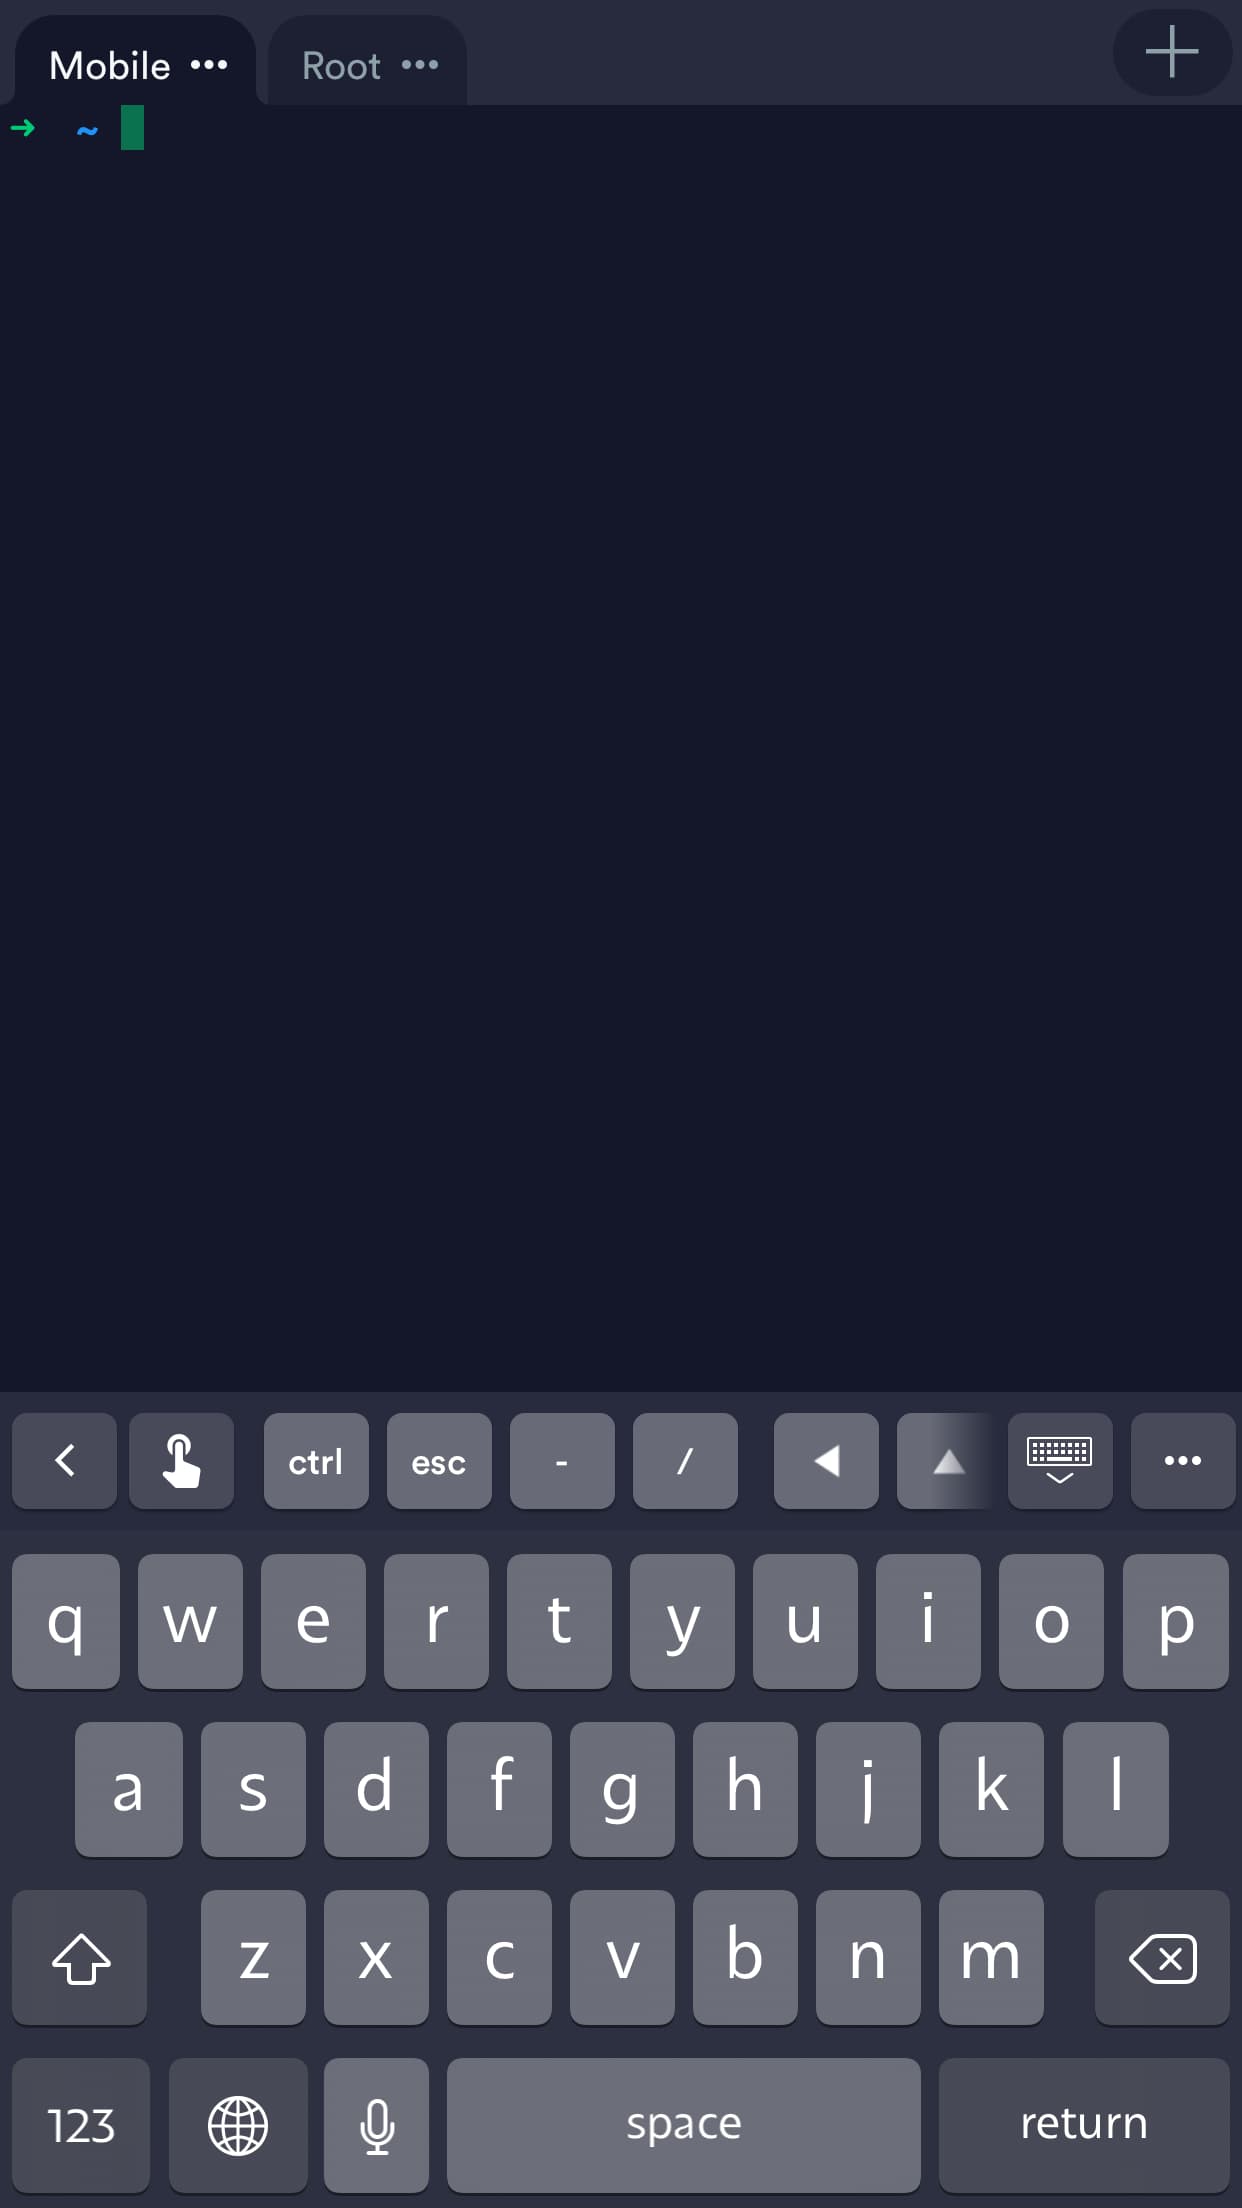 Mobile ••• Root •••
➜ ~
ctrl esc - / •••
q w e r t y u i o p
a s d f g h j k l
z x c v b n m
123 space return